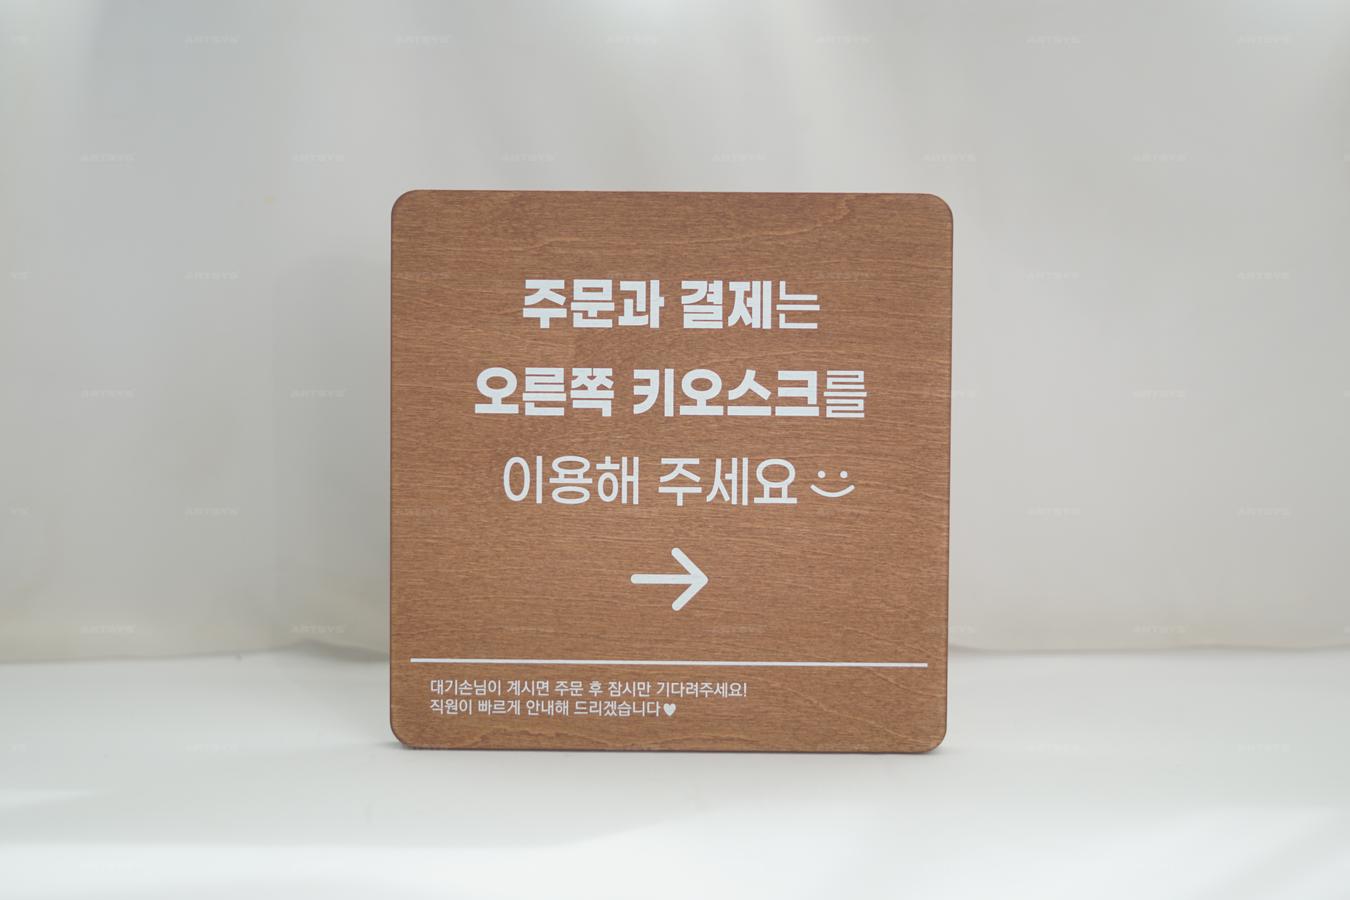 주문과 결제는
오른쪽 키오스크를
이용해 주세요
대기손님이 계시면 주문 후 잠시만 기다려주세요!
직원이 빠르게 안내해 드리겠습니다♥
ARTSYS